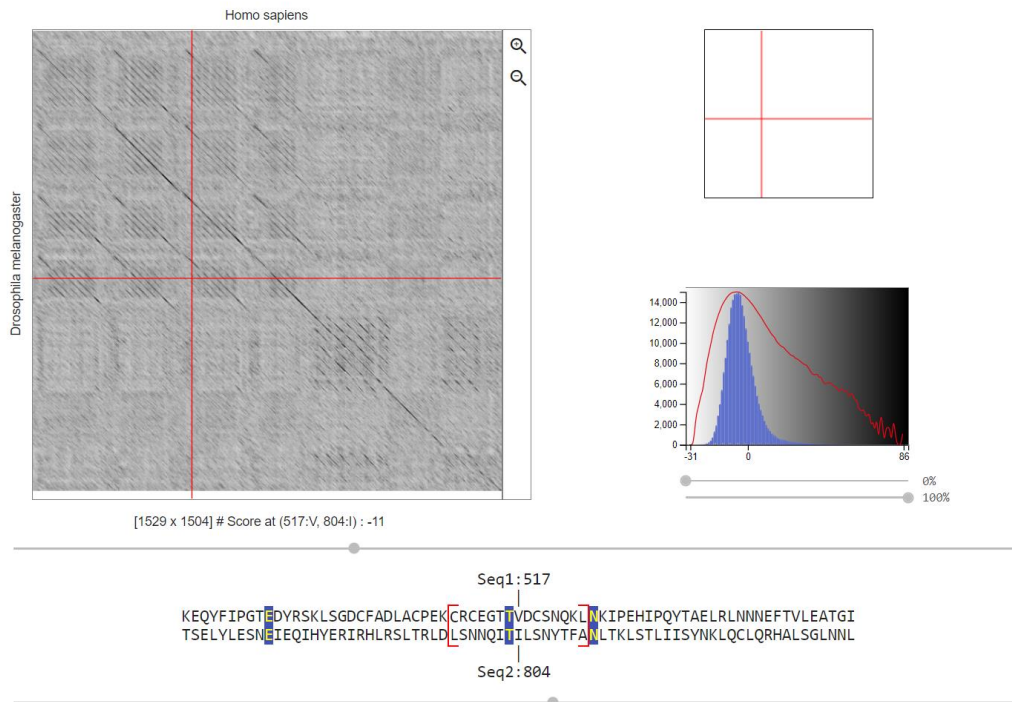 Homo sapiens
Drosophila melanogaster
14,000
12,000
10,000
8,000
6,000
4,000
2,000
0
-31 0 86
0%
100%
[1529 x 1504] # Score at (517:V, 804:I) : -11
Seq1:517
KEQYFIPGTEDYRSKLSGDCFADLACPEKCRCEGTTVDCSNQKLNKIPEHIPQYTAELRLNNNEFTVLEATGI
TSELYLESNEIEQIHYERIRHLRSLTRLDLSNNQITILSNYTFANLTKLSTLIISYNKLQCLQRHALSGLNNL
Seq2:804